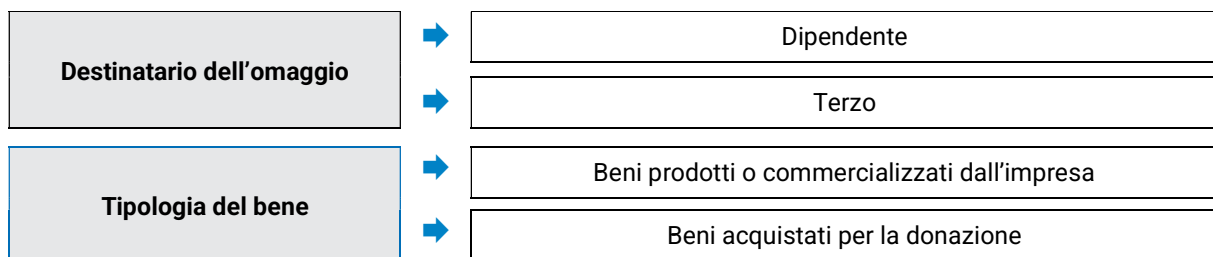 Destinatario dell'omaggio
Dipendente
Terzo
Tipologia del bene
Beni prodotti o commercializzati dall'impresa
Beni acquistati per la donazione